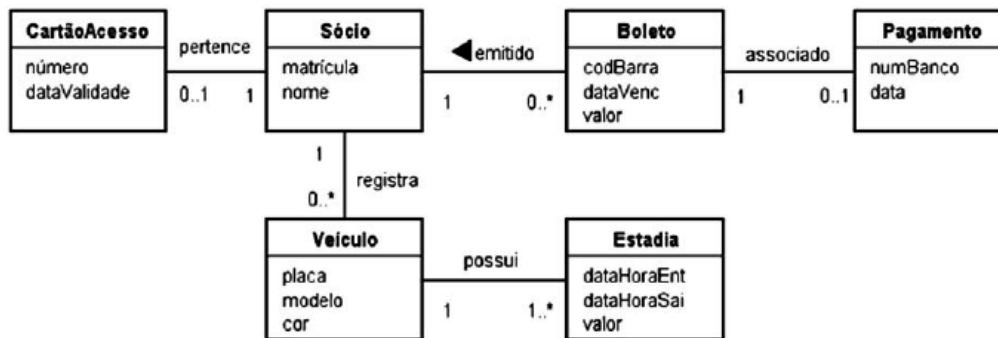 CartãoAcesso
número
dataValidade
pertence
0..1
1
Sócio
matrícula
nome
emitido
1
0..*
Boleto
codBarra
dataVenc
valor
associado
1
0..1
Pagamento
numBanco
data
1
registra
0..*
Veículo
placa
modelo
cor
possui
1
1..*
Estadia
dataHoraEnt
dataHoraSai
valor